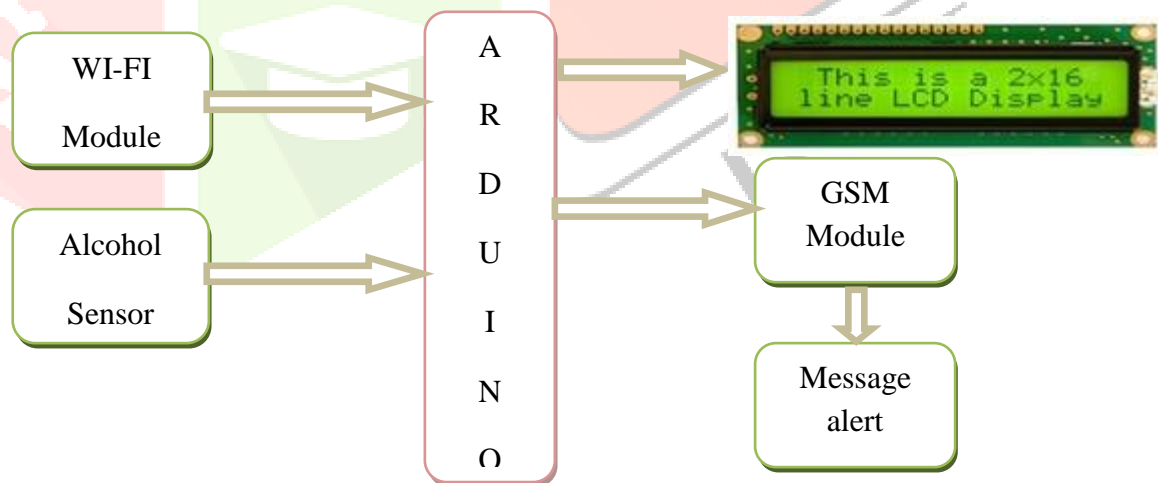 WI-FI
Module
Alcohol
Sensor
A
R
D
U
I
N
O
This is a 2x16
line LCD Display
GSM
Module
Message
alert